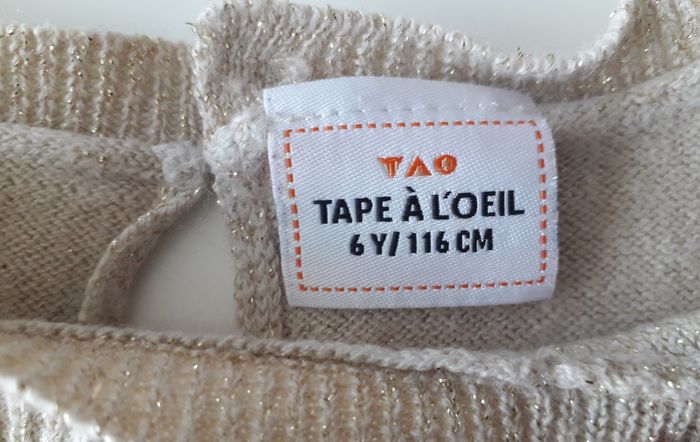 TAO
TAPE À L'OEIL
6 Y/ 116 CM